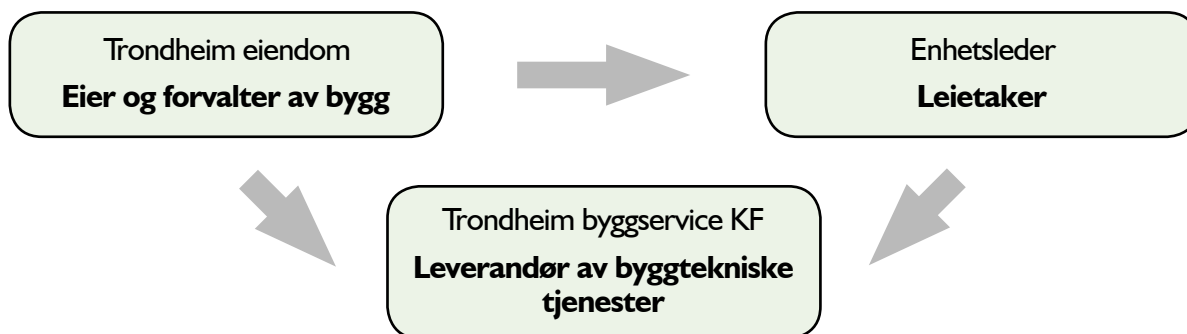 Trondheim eiendom
Eier og forvalter av bygg
Enhetsleder
Leietaker
Trondheim byggservice KF
Leverandør av byggtekniske
tjenester